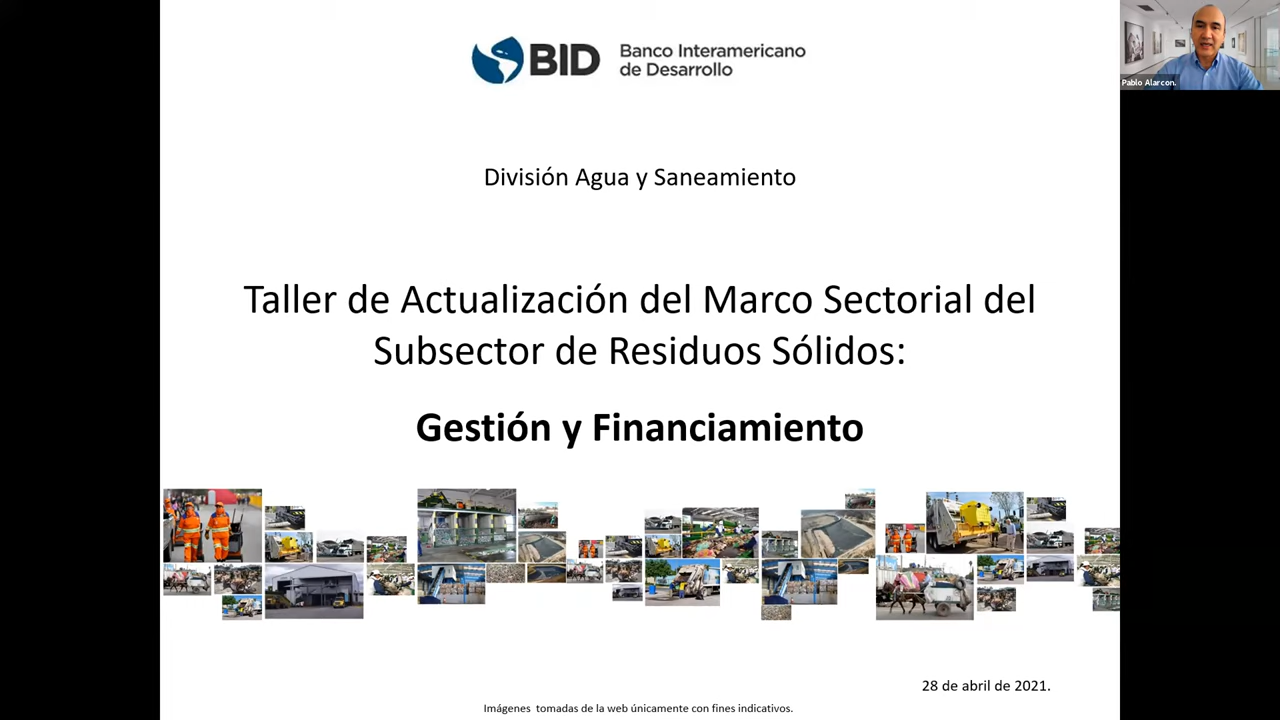 BID
Banco Interamericano
de Desarrollo
Pablo Alarcon.
División Agua y Saneamiento
Taller de Actualización del Marco Sectorial del
Subsector de Residuos Sólidos:
Gestión y Financiamiento
28 de abril de 2021.
Imágenes tomadas de la web únicamente con fines indicativos.